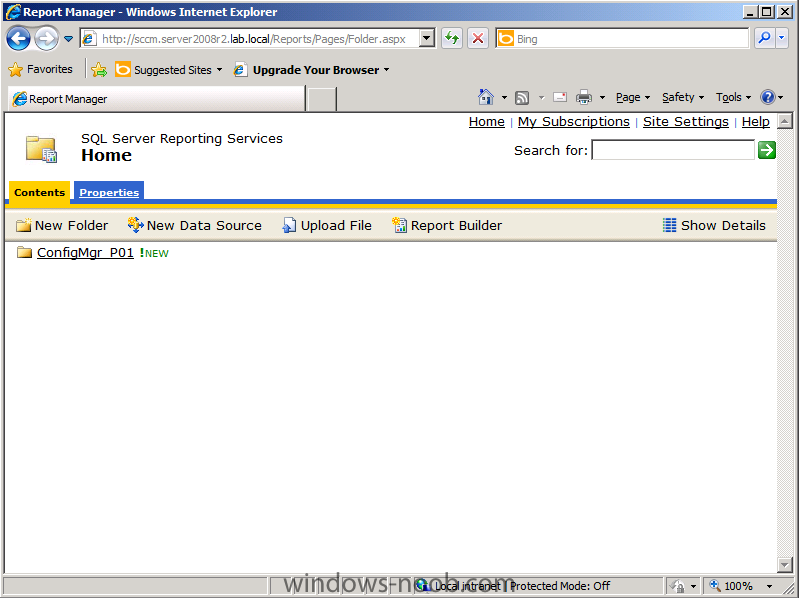 Report Manager - Windows Internet Explorer
http://sccm.server2008r2.lab.local/Reports/Pages/Folder.aspx
Bing
Favorites
Suggested Sites
Upgrade Your Browser
Report Manager
Page
Safety
Tools
Home | My Subscriptions | Site Settings | Help
SQL Server Reporting Services
Home
Search for:
Contents
Properties
New Folder
New Data Source
Upload File
Report Builder
Show Details
ConfigMgr_P01 !NEW
windows-noob.com
Local intranet | Protected Mode: Off
100%